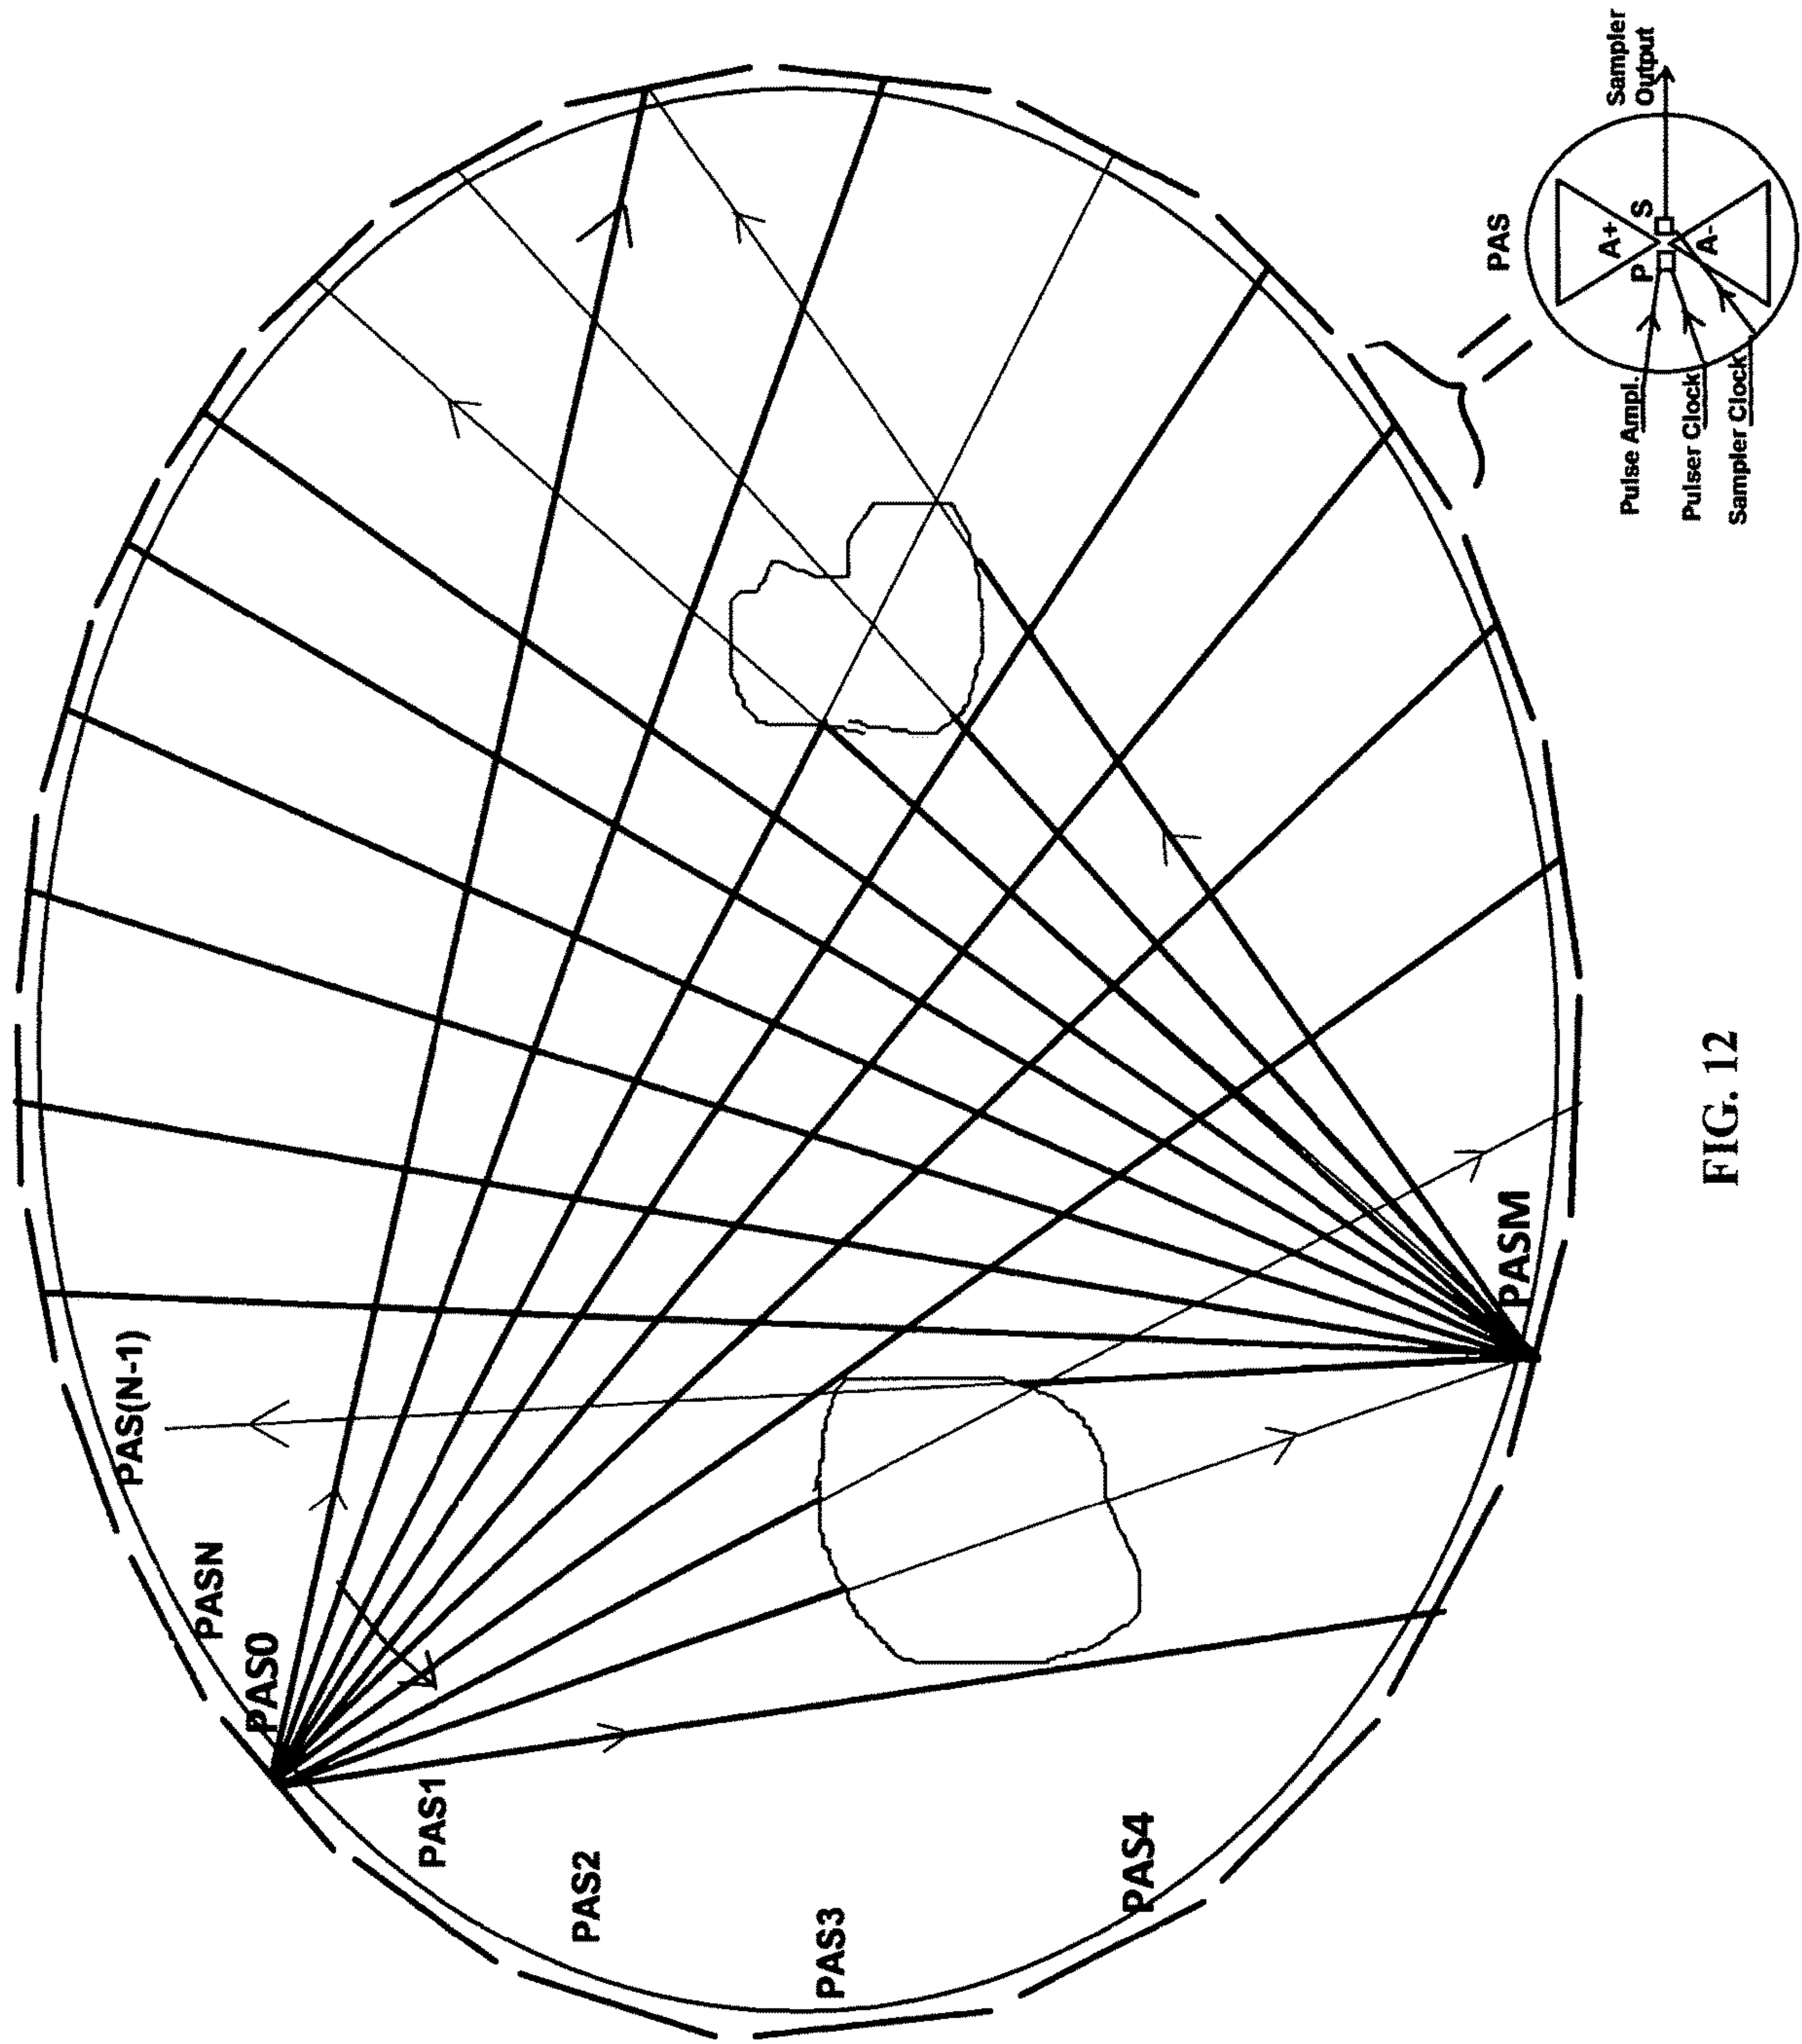 PAS(N-1)
PASN
PAS0
PAS1
PAS2
PAS3
PAS4
PASM
PAS
A+
P
S
A-
Sampler
Output
Pulse Ampl.
Pulser Clock
Sampler Clock
FIG. 12